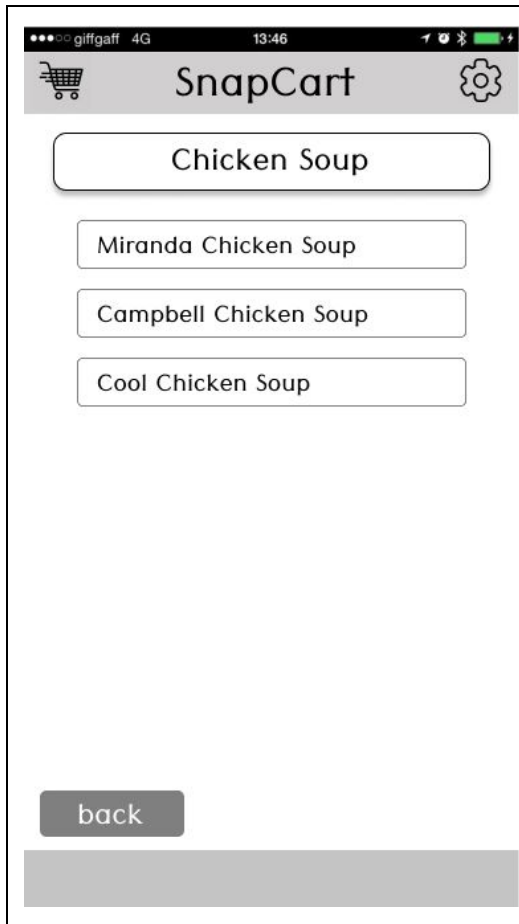 giffgaff 4G 13:46
SnapCart
Chicken Soup
Miranda Chicken Soup
Campbell Chicken Soup
Cool Chicken Soup
back